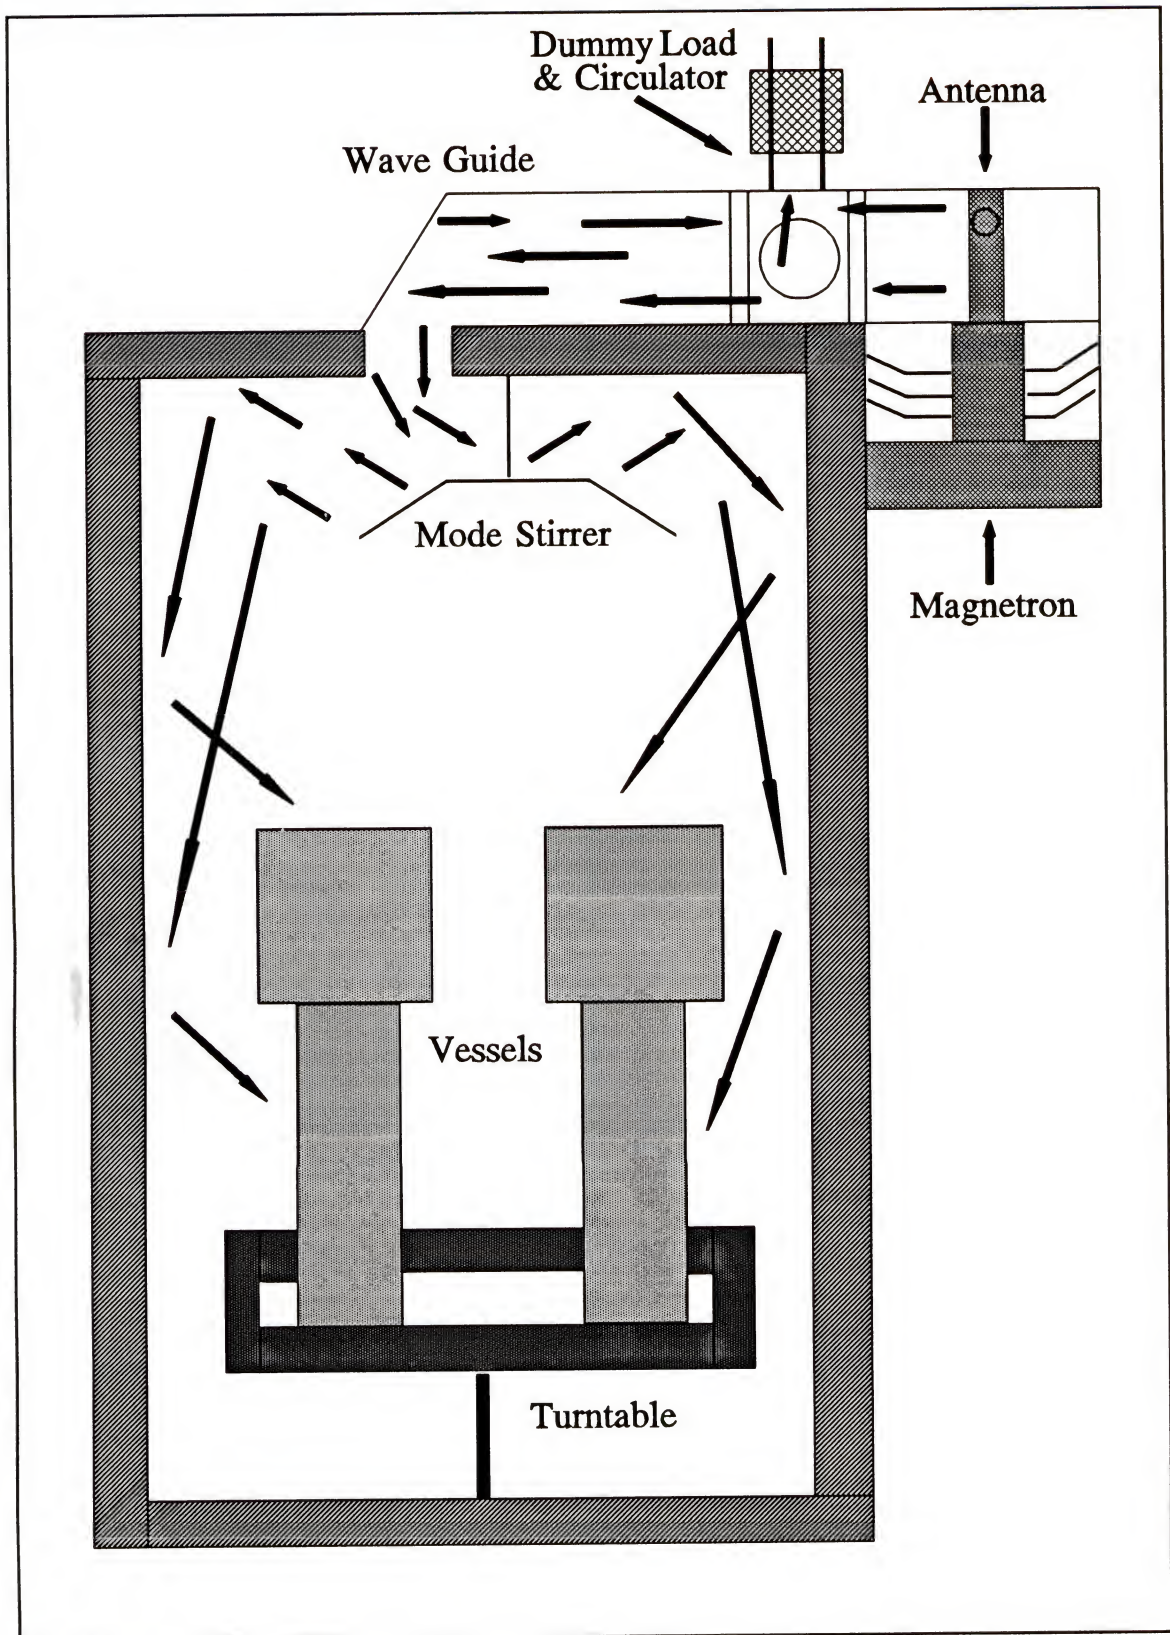 Dummy Load
& Circulator
Antenna
Wave Guide
Mode Stirrer
Magnetron
Vessels
Turntable